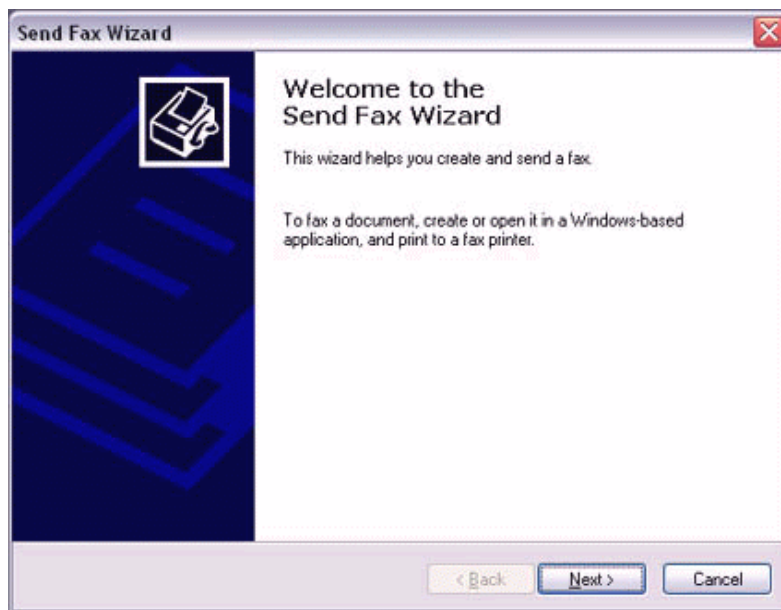 Send Fax Wizard
Welcome to the
Send Fax Wizard
This wizard helps you create and send a fax.
To fax a document, create or open it in a Windows-based
application, and print to a fax printer.
< Back
Next >
Cancel